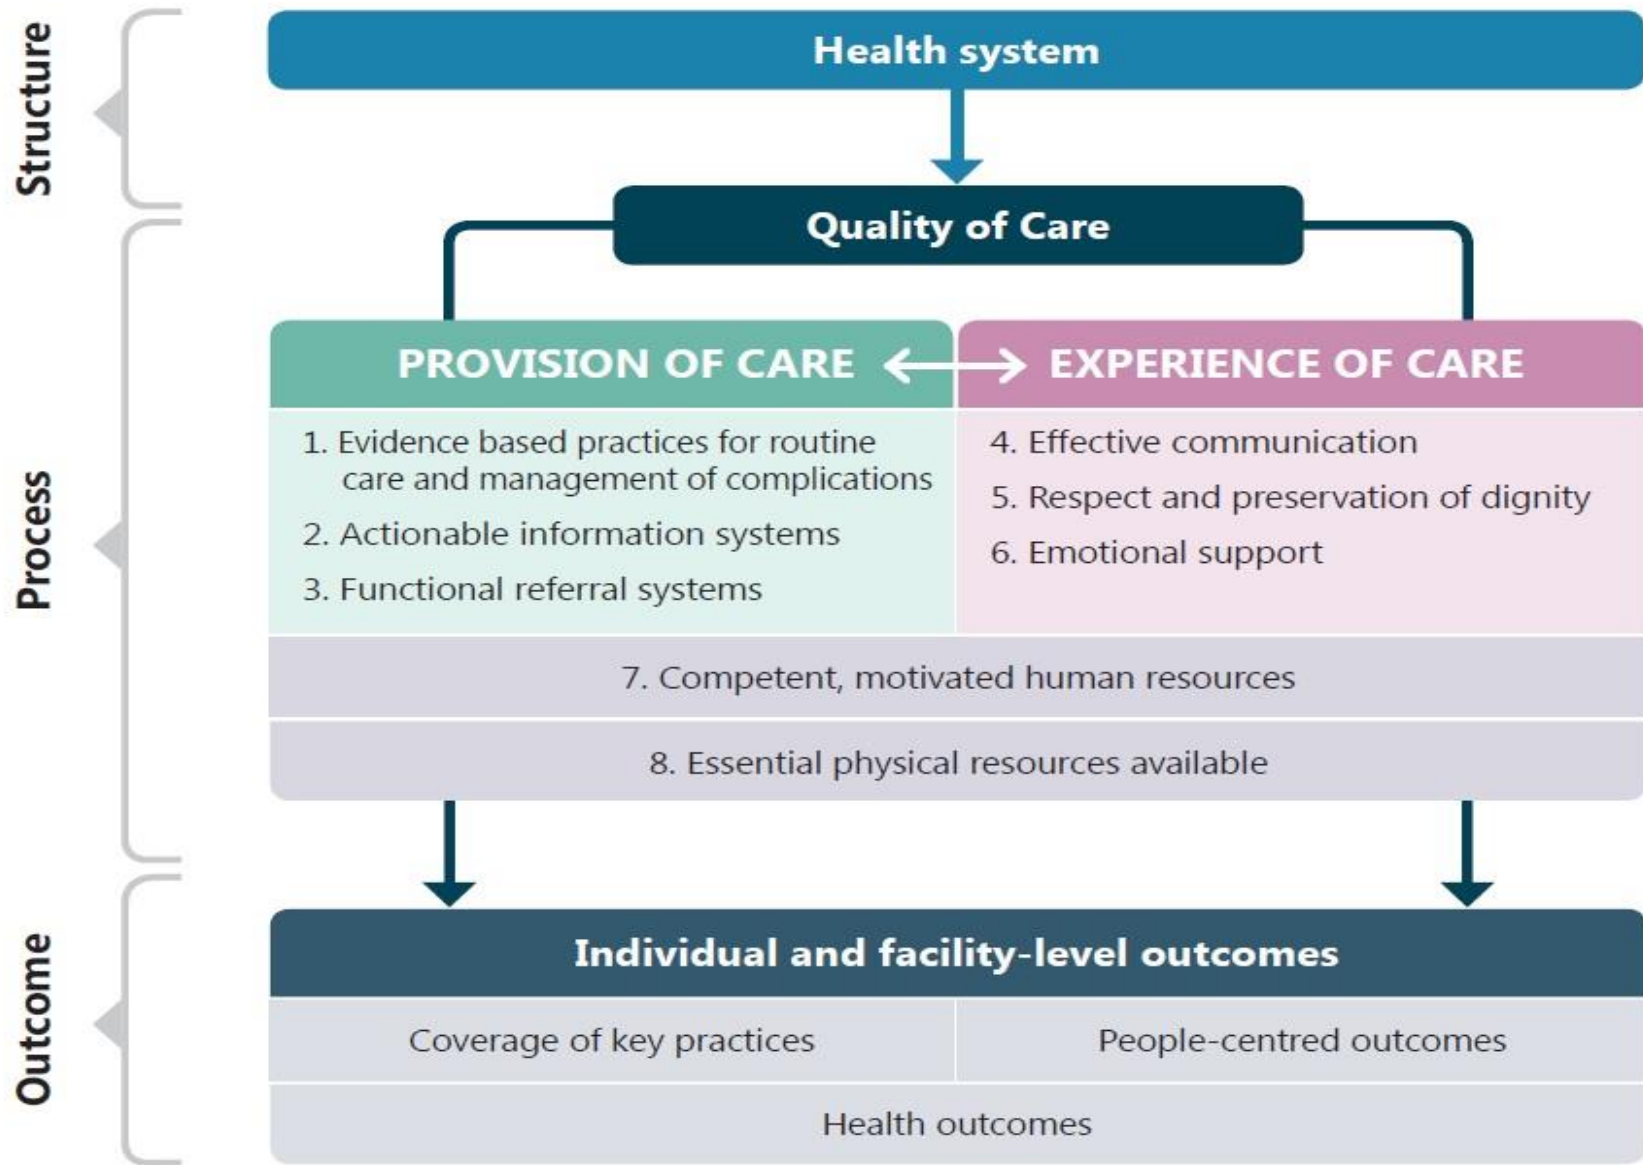 Structure
Health system
Quality of Care
Process
PROVISION OF CARE
EXPERIENCE OF CARE
1. Evidence based practices for routine
care and management of complications
2. Actionable information systems
3. Functional referral systems
4. Effective communication
5. Respect and preservation of dignity
6. Emotional support
7. Competent, motivated human resources
8. Essential physical resources available
Outcome
Individual and facility-level outcomes
Coverage of key practices
People-centred outcomes
Health outcomes